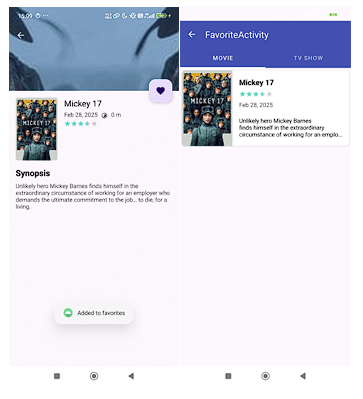 15:09
Mickey 17
Feb 28, 2025 0 m
Synopsis
Unlikely hero Mickey Barnes finds himself in the
extraordinary circumstance of working for an employer who
demands the ultimate commitment to the job… to die, for a
living.
Added to favorites
FavoriteActivity
MOVIE TV SHOW
Mickey 17
Feb 28, 2025
Unlikely hero Mickey Barnes
finds himself in the extraordinary
circumstance of working for an emplo…
MICKEY 17
MICKEY 17